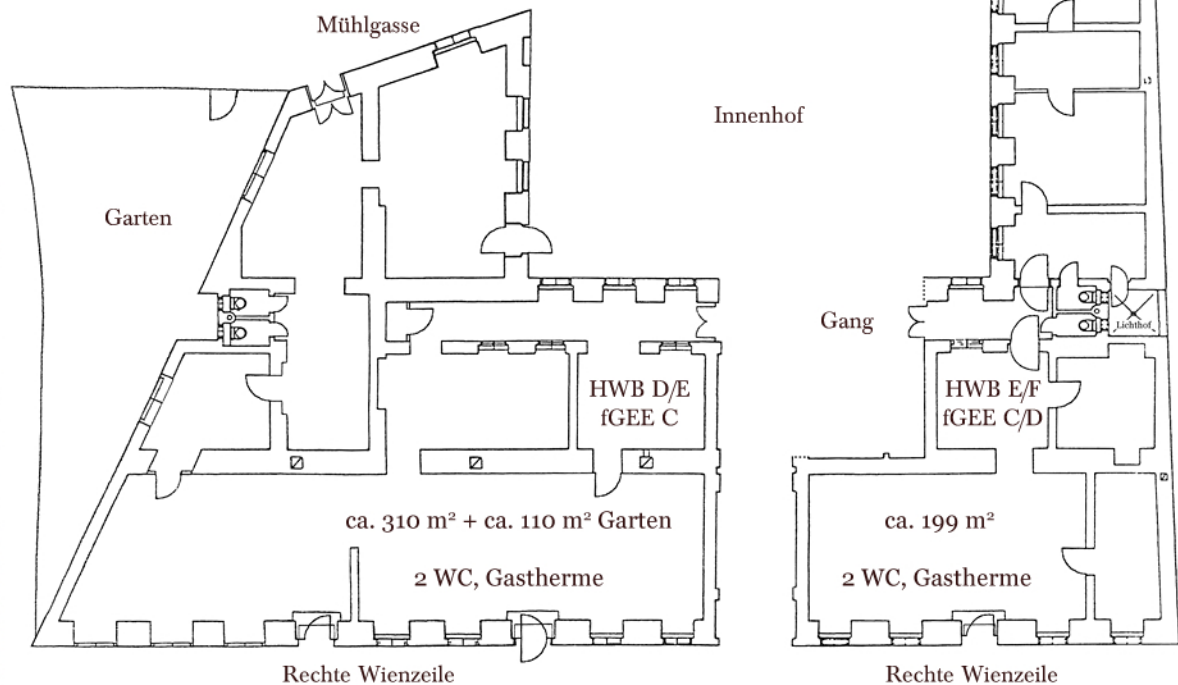 Mühlgasse
Innenhof
Garten
Gang
Lichthof
HWB D/E
fGEE C
HWB E/F
fGEE C/D
ca. 310 m² + ca. 110 m² Garten
2 WC, Gastherme
ca. 199 m²
2 WC, Gastherme
Rechte Wienzeile
Rechte Wienzeile